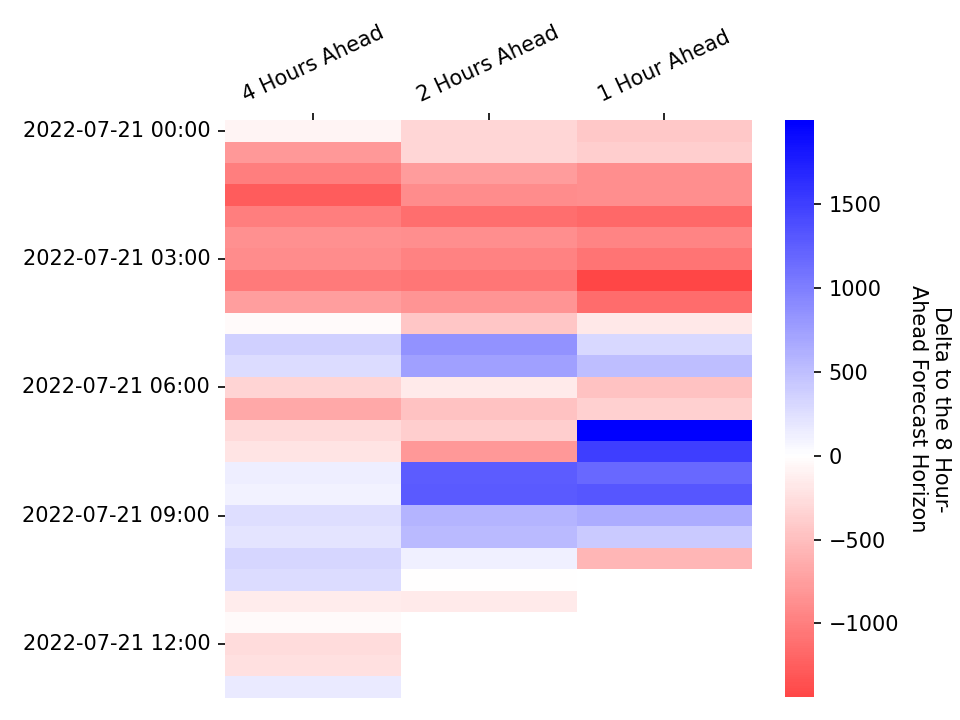 4 Hours Ahead
2 Hours Ahead
1 Hour Ahead
2022-07-21 00:00
2022-07-21 03:00
2022-07-21 06:00
2022-07-21 09:00
2022-07-21 12:00
1500
1000
500
0
−500
−1000
Delta to the 8 Hour-
Ahead Forecast Horizon